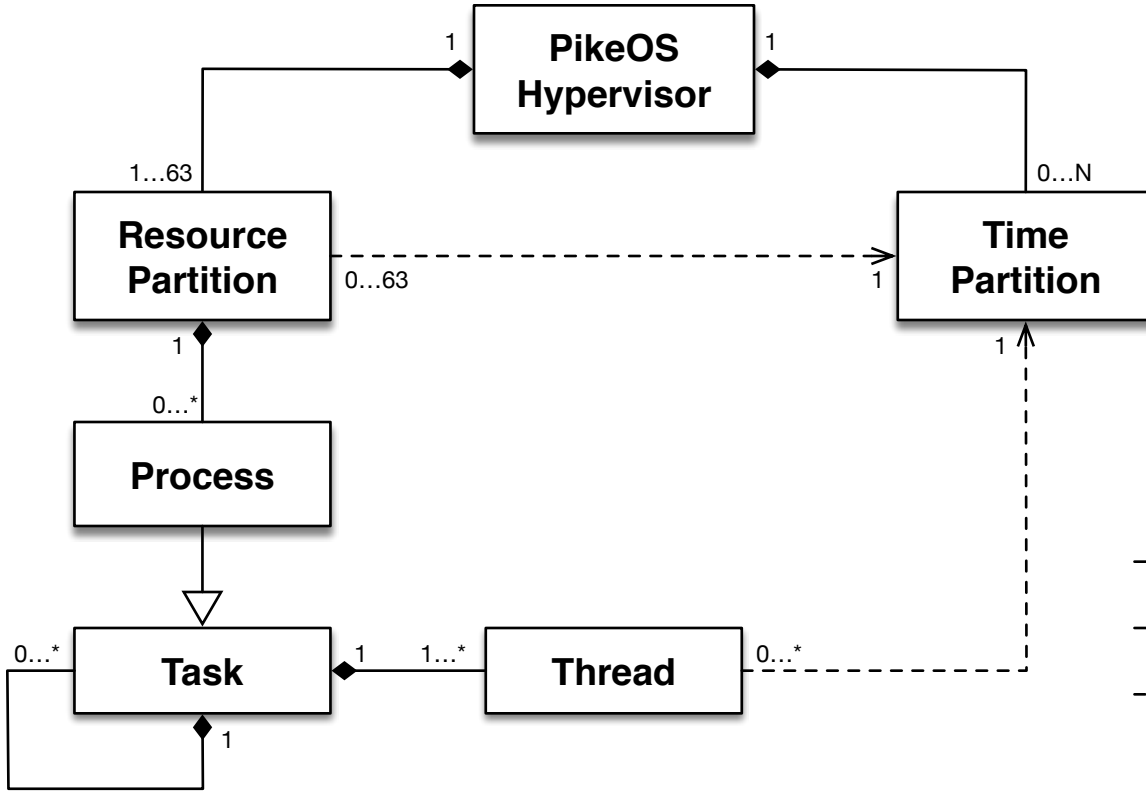 1
PikeOS
Hypervisor
1
1…63
0…N
Resource
Partition
Time
Partition
0…63
1
1
1
0…*
Process
0…*
Task
1
1…*
Thread
0…*
1